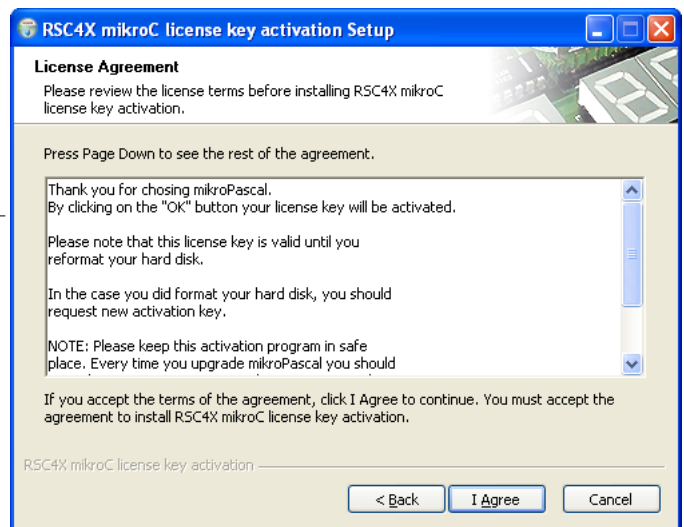 RSC4X mikroC license key activation Setup
License Agreement
Please review the license terms before installing RSC4X mikroC
license key activation.
Press Page Down to see the rest of the agreement.
Thank you for chosing mikroPascal.
By clicking on the "OK" button your license key will be activated.
Please note that this license key is valid until you
reformat your hard disk.
In the case you did format your hard disk, you should
request new activation key.
NOTE: Please keep this activation program in safe
place. Every time you upgrade mikroPascal you should
If you accept the terms of the agreement, click I Agree to continue. You must accept the
agreement to install RSC4X mikroC license key activation.
RSC4X mikroC license key activation
< Back I Agree Cancel